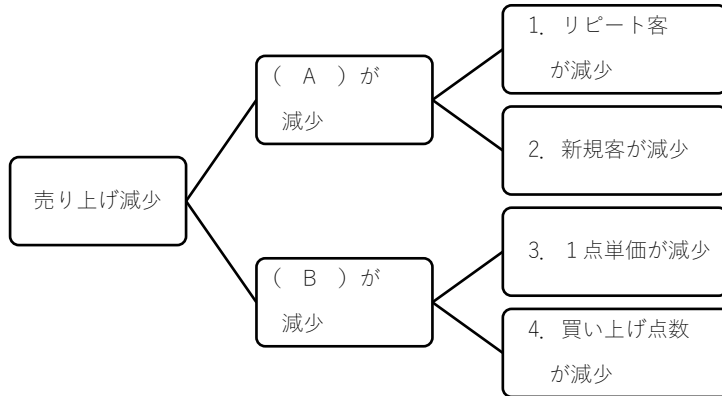 売り上げ減少
（　A　）が
減少
（　B　）が
減少
1.　リピート客
が減少
2.　新規客が減少
3.　１点単価が減少
4.　買い上げ点数
が減少